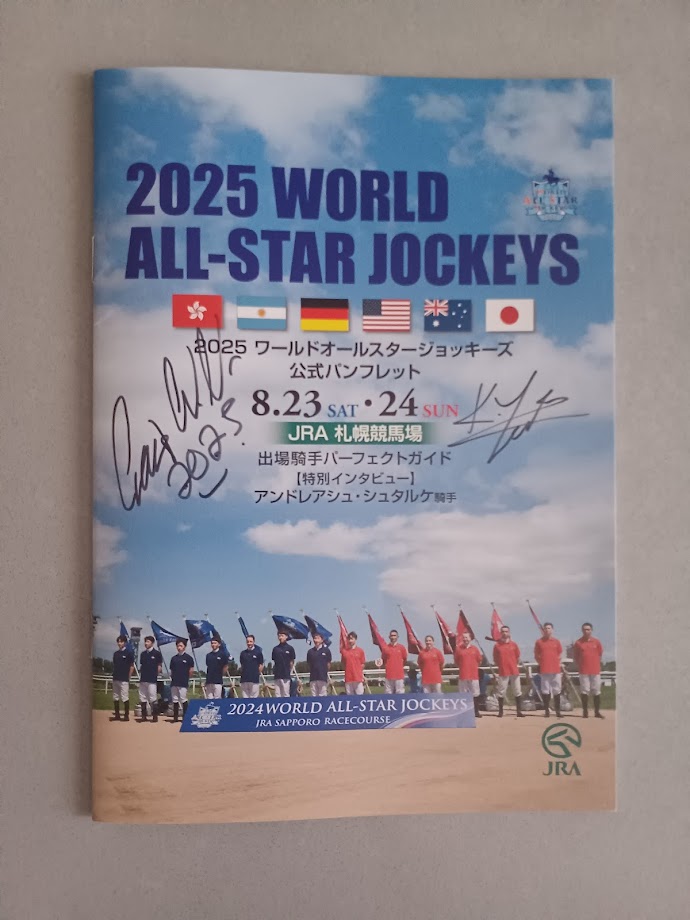 2025 WORLD
ALL-STAR JOCKEYS
2025 ワールドオールスタージョッキーズ
公式パンフレット
8.23 SAT・24 SUN
JRA 札幌競馬場
出場騎手パーフェクトガイド
【特別インタビュー】
アンドレアシュ・シュタルケ騎手
Craig
2025
2024 WORLD ALL-STAR JOCKEYS
JRA SAPPORO RACECOURSE
JRA